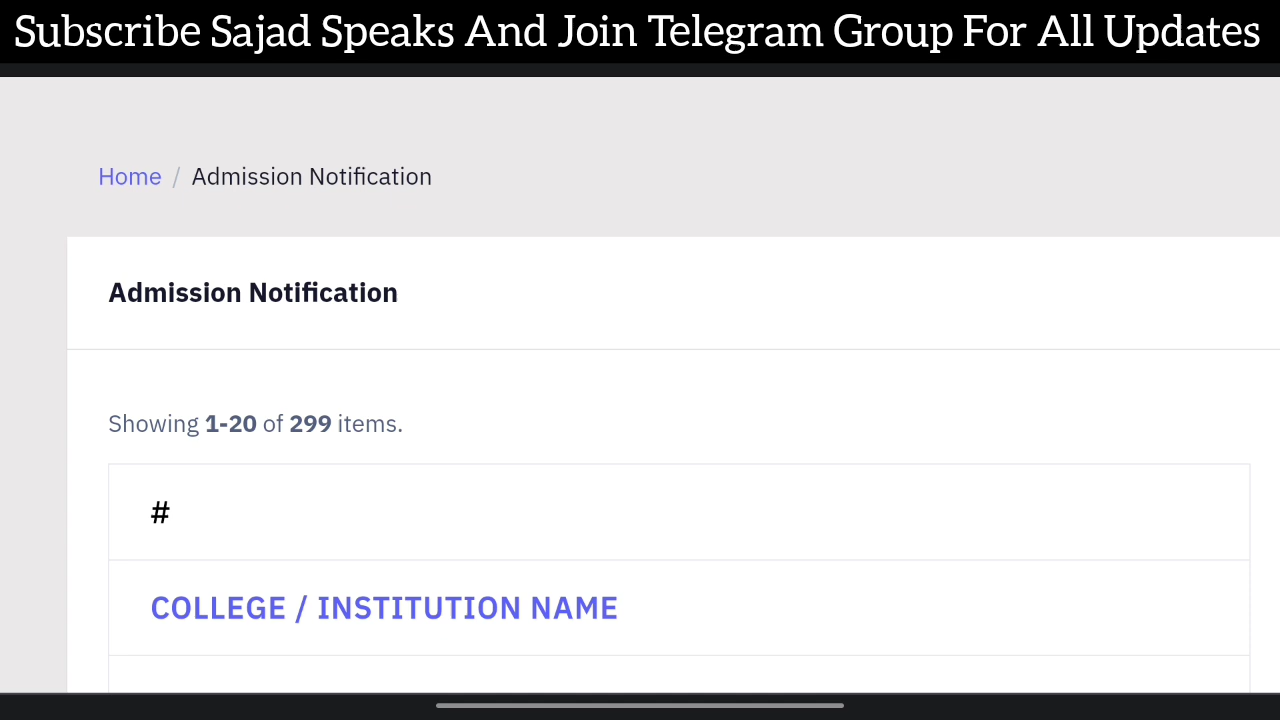 Subscribe Sajad Speaks And Join Telegram Group For All Updates
Home / Admission Notification
Admission Notification
Showing 1-20 of 299 items.
#
COLLEGE / INSTITUTION NAME